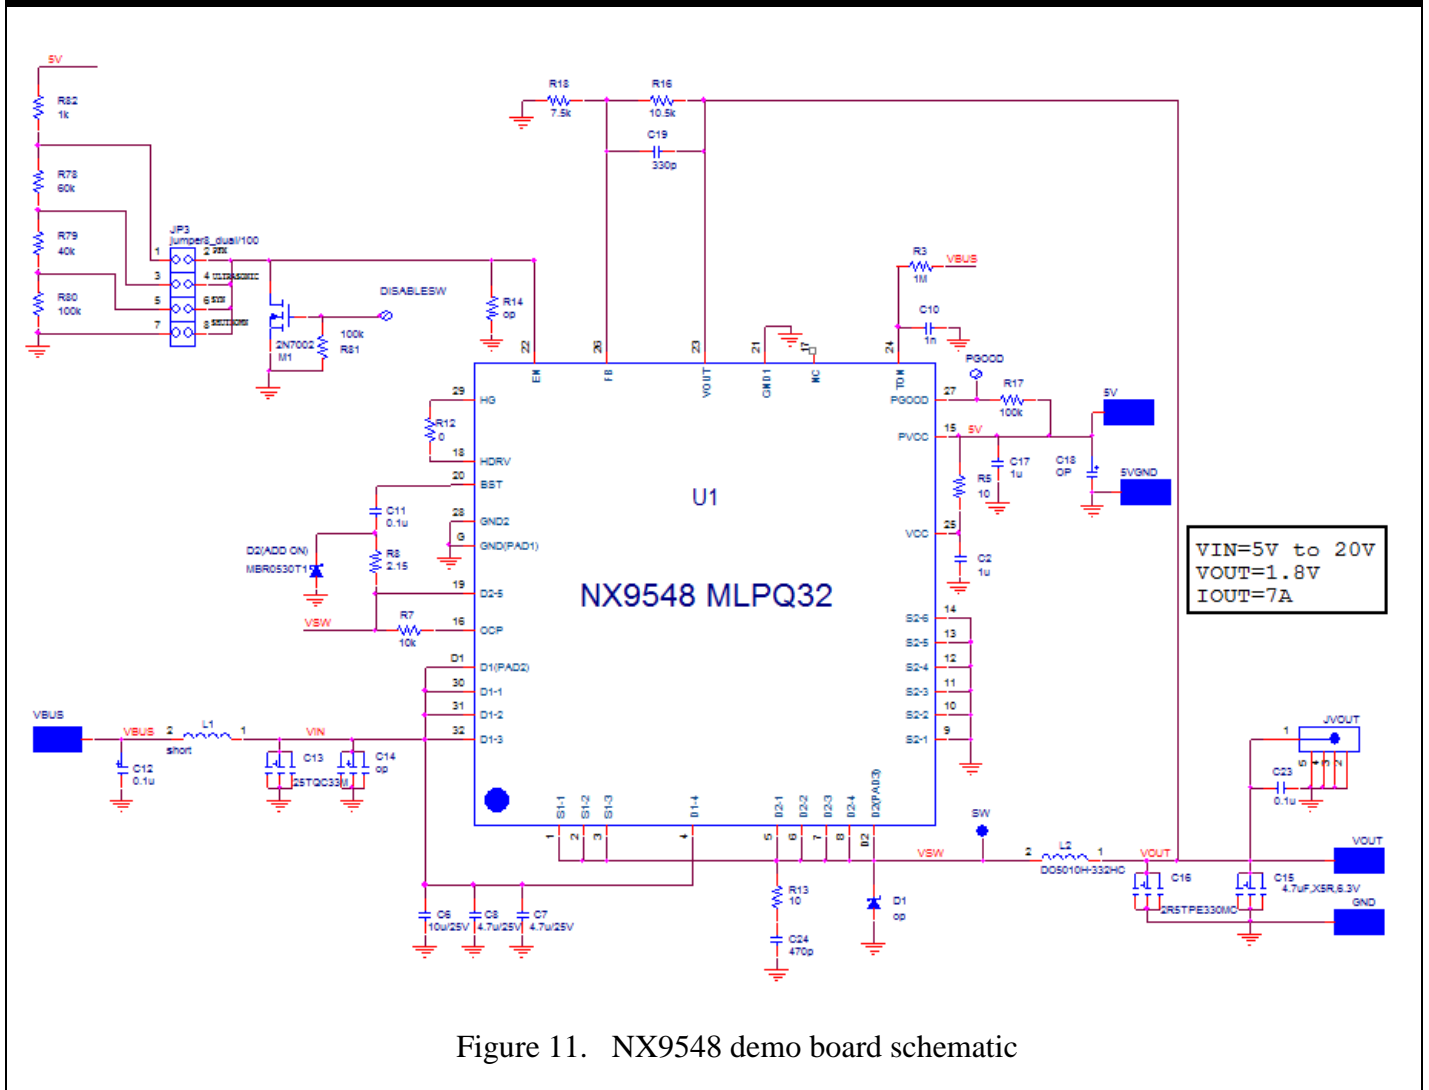 5V
R82
1k
R78
60k
R79
40k
R80
100k
JP3
jumper8_dual/100
1
2
3
4 ULTRASONIC
5
6
7
8
2N7002
M1
100k
R81
DISABLESW
R14
op
R18
7.5k
R16
10.5k
C19
330p
R3
1M
VBUS
C10
1n
22
26
23
21
17
24
EN
FB
VOUT
GND1
NC
TON
PGOOD
R17
100k
29
HG
R12
0
18
HDRV
20
BST
C11
0.1u
28
GND2
G
GND(PAD1)
D2(ADD ON)
MBR0530T1
R8
2.15
19
D2-5
VSW
R7
10k
16
OCP
D1
D1(PAD2)
30
D1-1
31
D1-2
32
D1-3
U1
NX9548 MLPQ32
PGOOD
27
PVCC
15
5V
5V
C17
1u
C18
OP
5VGND
R5
10
VCC
25
C2
1u
S2-6
14
S2-5
13
S2-4
12
S2-3
11
S2-2
10
S2-1
9
VIN=5V to 20V
VOUT=1.8V
IOUT=7A
VBUS
VBUS
2
L1
1
short
VIN
C12
0.1u
C13
25TQC33M
C14
op
S1-1
S1-2
S1-3
D1-4
D2-1
D2-2
D2-3
D2-4
D2(PAD3)
1
2
3
4
5
6
7
8
D2
SW
VSW
2
L2
1
DO5010H-332HC
VOUT
JVOUT
1
5
4
3
2
C23
0.1u
VOUT
C16
2R5TPE330MC
C15
4.7uF,X5R,6.3V
GND
C6
10u/25V
C8
4.7u/25V
C7
4.7u/25V
R13
10
C24
470p
D1
op
Figure 11. NX9548 demo board schematic